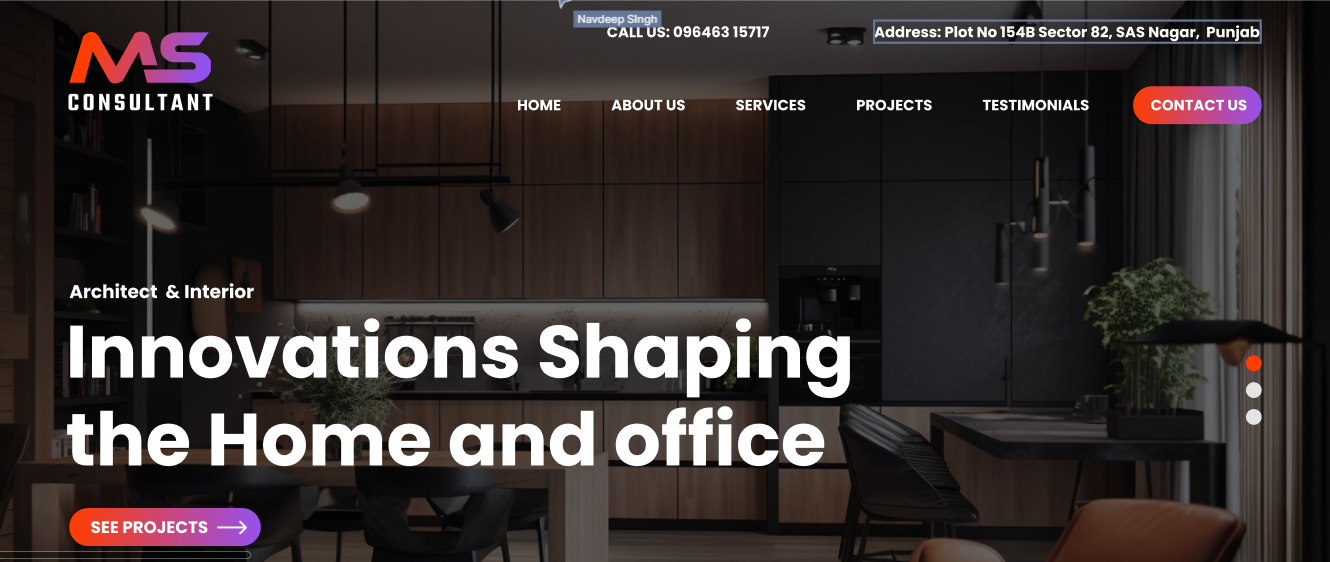 Navdeep SIngh
CALL US: 096463 15717
Address: Plot No 154B Sector 82, SAS Nagar, Punjab
MS
CONSULTANT
HOME ABOUT US SERVICES PROJECTS TESTIMONIALS CONTACT US
Architect & Interior
Innovations Shaping
the Home and office
SEE PROJECTS